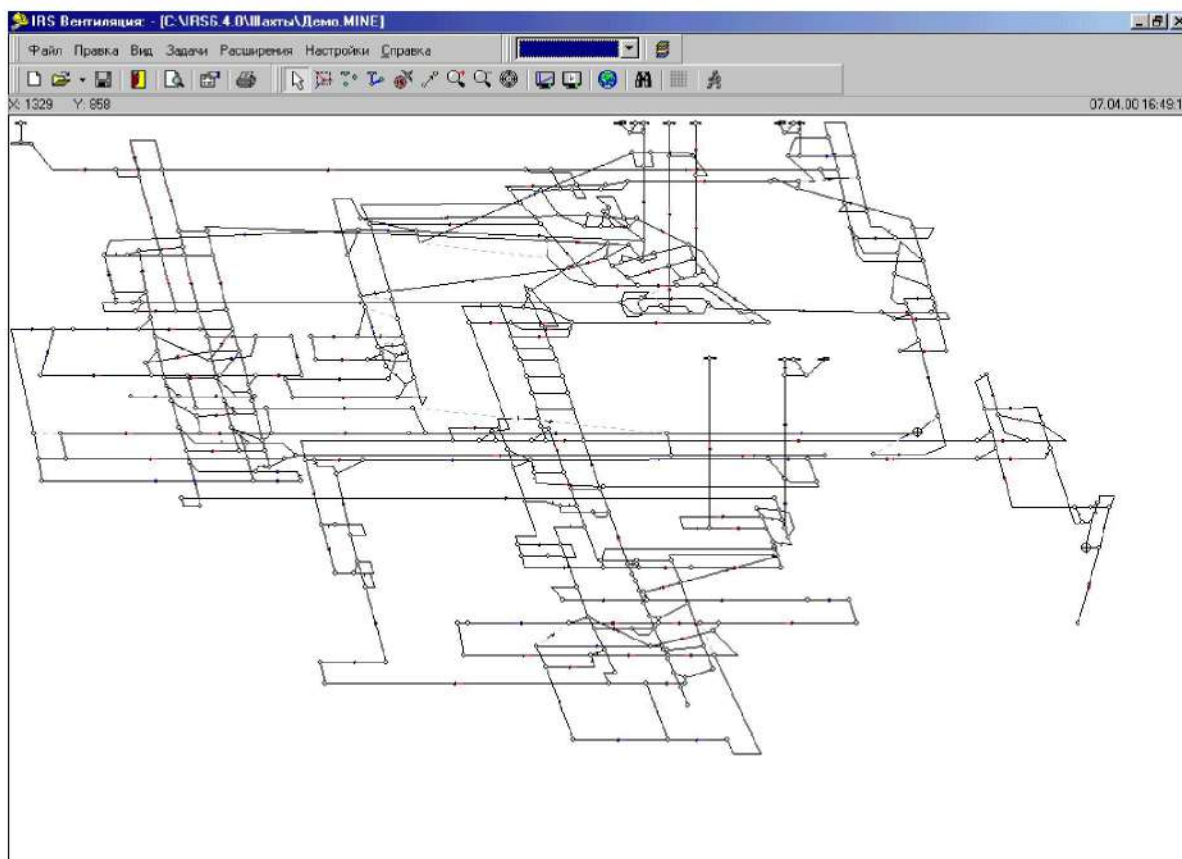 IRS Вентиляция: - [C:\IRS6.4.0\Шахты\Демо.MINE]
Файл Правка Вид Задачи Расширения Настройки Справка
X: 1329 Y: 858 07.04.00 16:49:1